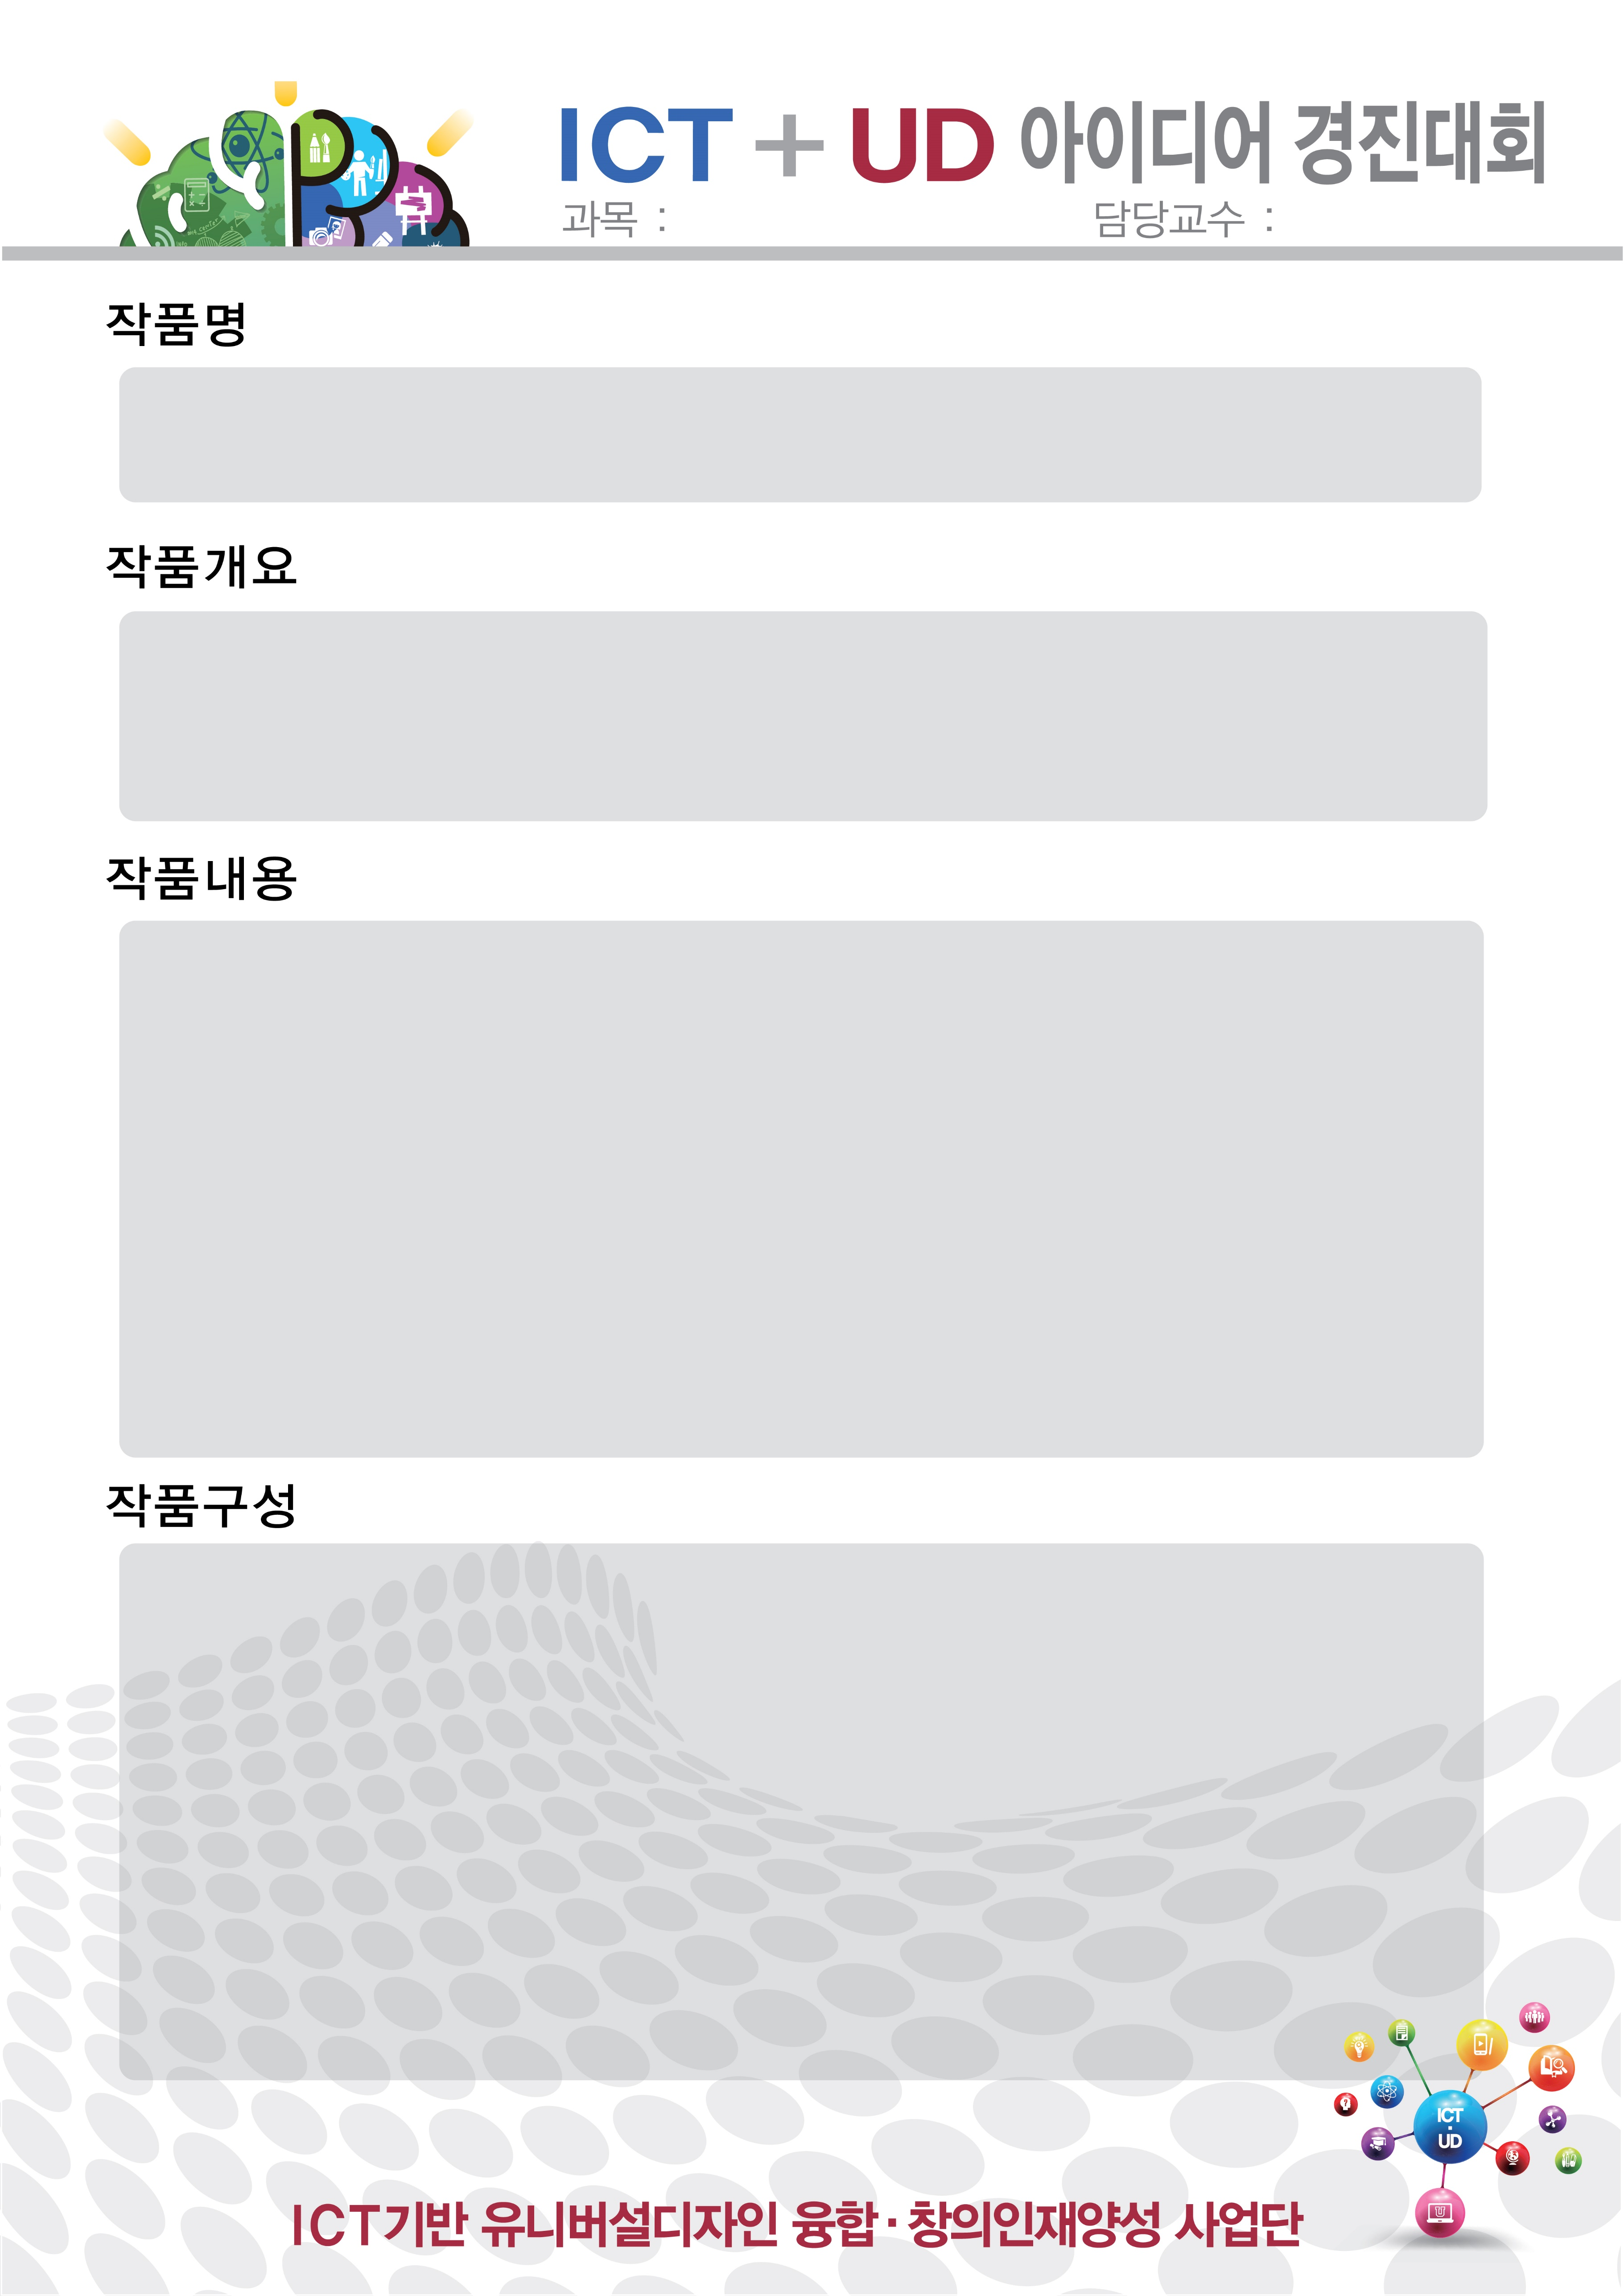 ICT + UD 아이디어 경진대회
과목 : 담당교수 :
작품명
작품개요
작품내용
작품구성
ICT
·
UD
ICT기반 유니버설디자인 융합·창의인재양성 사업단